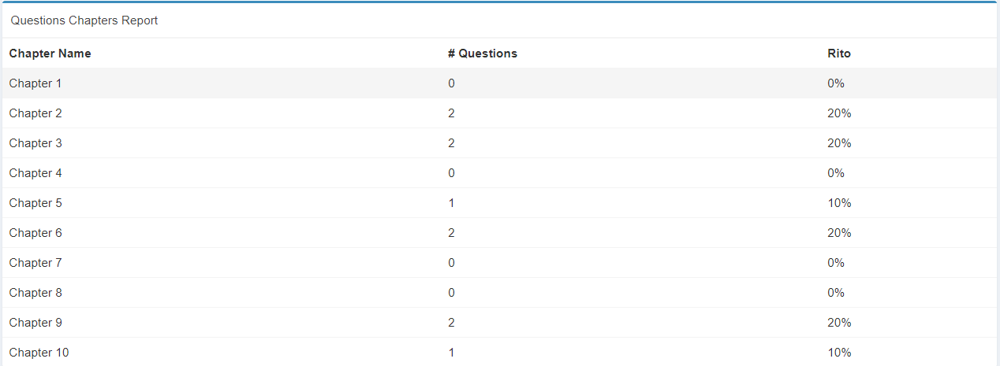 Questions Chapters Report
Chapter Name # Questions Rito
Chapter 1 0 0%
Chapter 2 2 20%
Chapter 3 2 20%
Chapter 4 0 0%
Chapter 5 1 10%
Chapter 6 2 20%
Chapter 7 0 0%
Chapter 8 0 0%
Chapter 9 2 20%
Chapter 10 1 10%